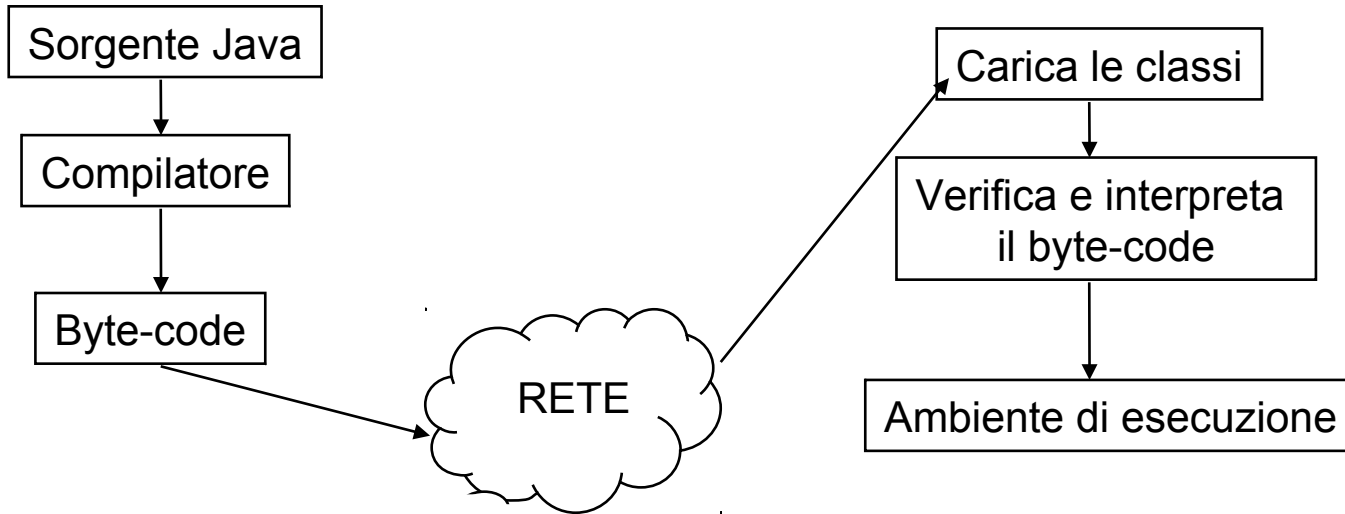 Sorgente Java
Compilatore
Byte-code
RETE
Carica le classi
Verifica e interpreta
il byte-code
Ambiente di esecuzione